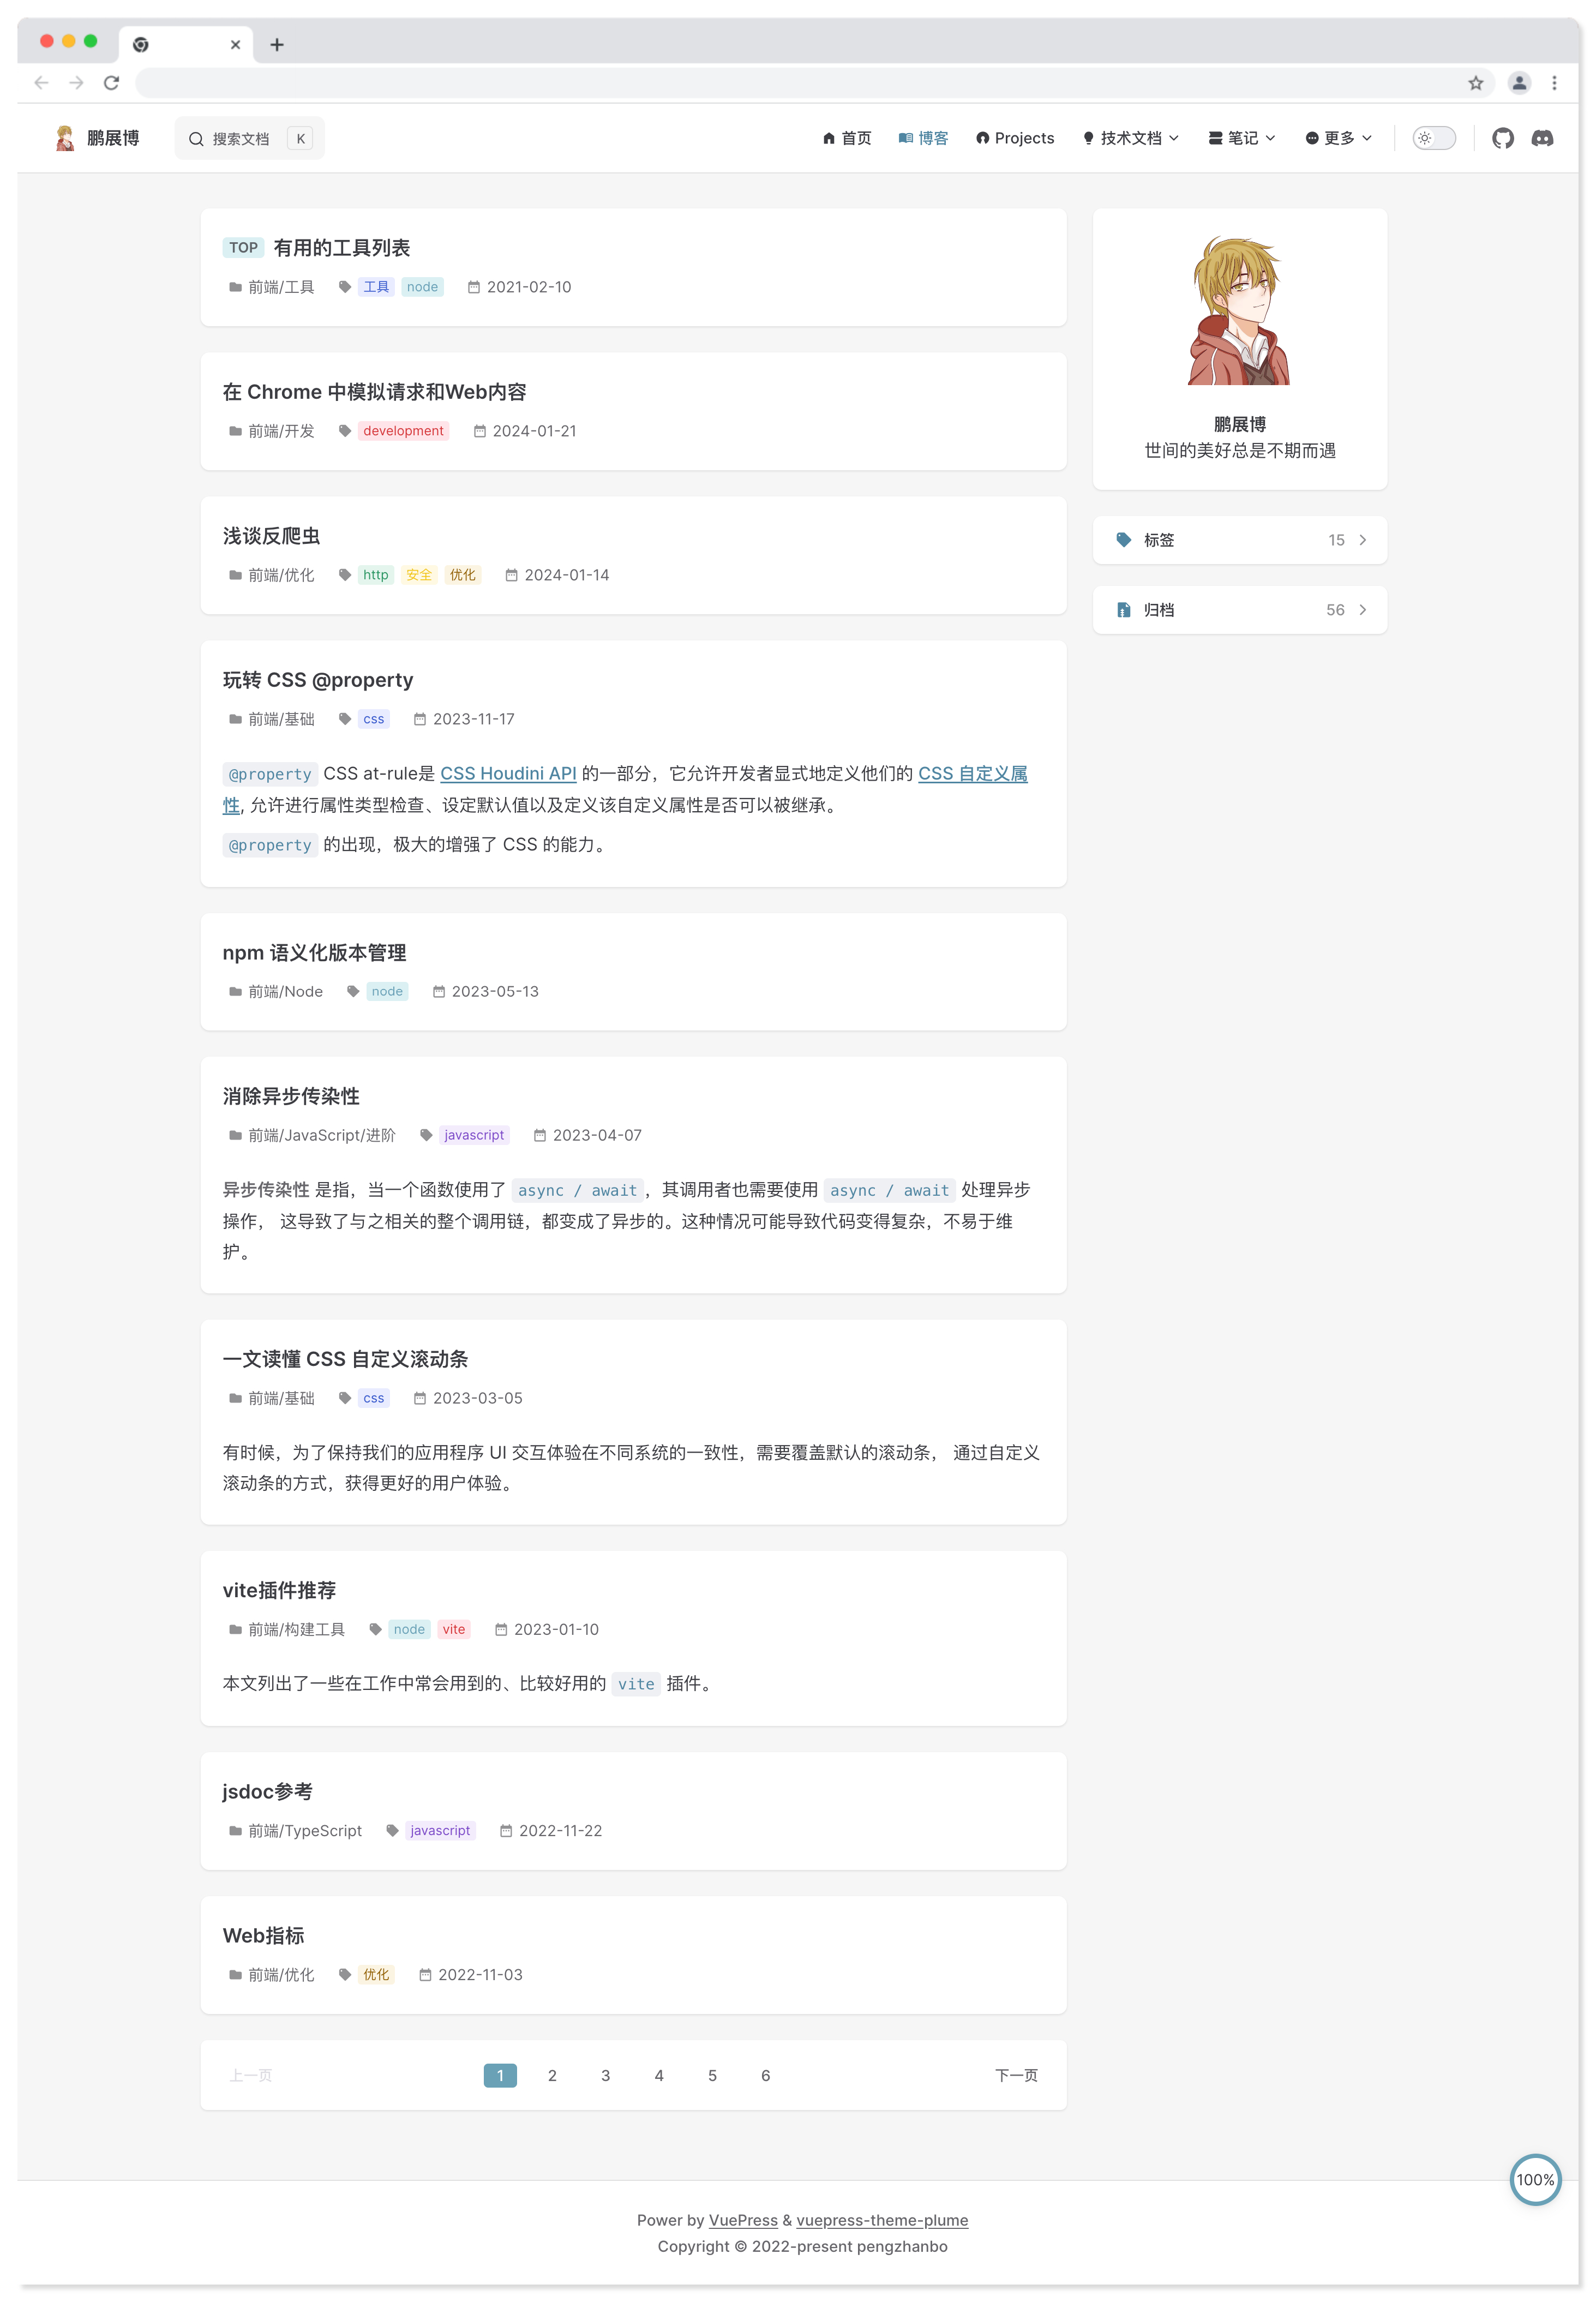 鹏展博 搜索文档 K 首页 博客 Projects 技术文档 笔记 更多
TOP 有用的工具列表
前端/工具 工具 node 2021-02-10
在 Chrome 中模拟请求和Web内容
前端/开发 development 2024-01-21
浅谈反爬虫
前端/优化 http 安全 优化 2024-01-14
玩转 CSS @property
前端/基础 css 2023-11-17
@property CSS at-rule是 CSS Houdini API 的一部分，它允许开发者显式地定义他们的 CSS 自定义属
性, 允许进行属性类型检查、设定默认值以及定义该自定义属性是否可以被继承。
@property 的出现，极大的增强了 CSS 的能力。
npm 语义化版本管理
前端/Node node 2023-05-13
消除异步传染性
前端/JavaScript/进阶 javascript 2023-04-07
异步传染性 是指，当一个函数使用了 async / await，其调用者也需要使用 async / await 处理异步
操作， 这导致了与之相关的整个调用链，都变成了异步的。这种情况可能导致代码变得复杂，不易于维
护。
一文读懂 CSS 自定义滚动条
前端/基础 css 2023-03-05
有时候，为了保持我们的应用程序 UI 交互体验在不同系统的一致性，需要覆盖默认的滚动条， 通过自定义
滚动条的方式，获得更好的用户体验。
vite插件推荐
前端/构建工具 node vite 2023-01-10
本文列出了一些在工作中常会用到的、比较好用的 vite 插件。
jsdoc参考
前端/TypeScript javascript 2022-11-22
Web指标
前端/优化 优化 2022-11-03
上一页 1 2 3 4 5 6 下一页
鹏展博
世间的美好总是不期而遇
标签 15
归档 56
100%
Power by VuePress & vuepress-theme-plume
Copyright © 2022-present pengzhanbo